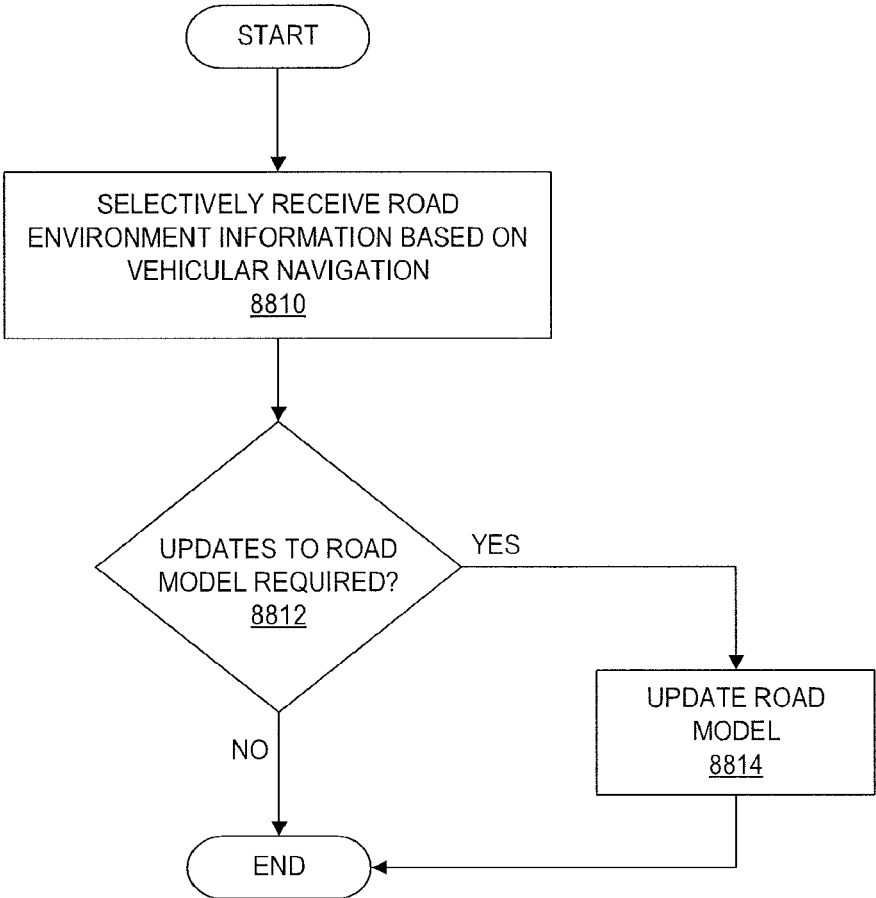 START
SELECTIVELY RECEIVE ROAD
ENVIRONMENT INFORMATION BASED ON
VEHICULAR NAVIGATION
8810
UPDATES TO ROAD
MODEL REQUIRED?
8812
YES
NO
UPDATE ROAD
MODEL
8814
END